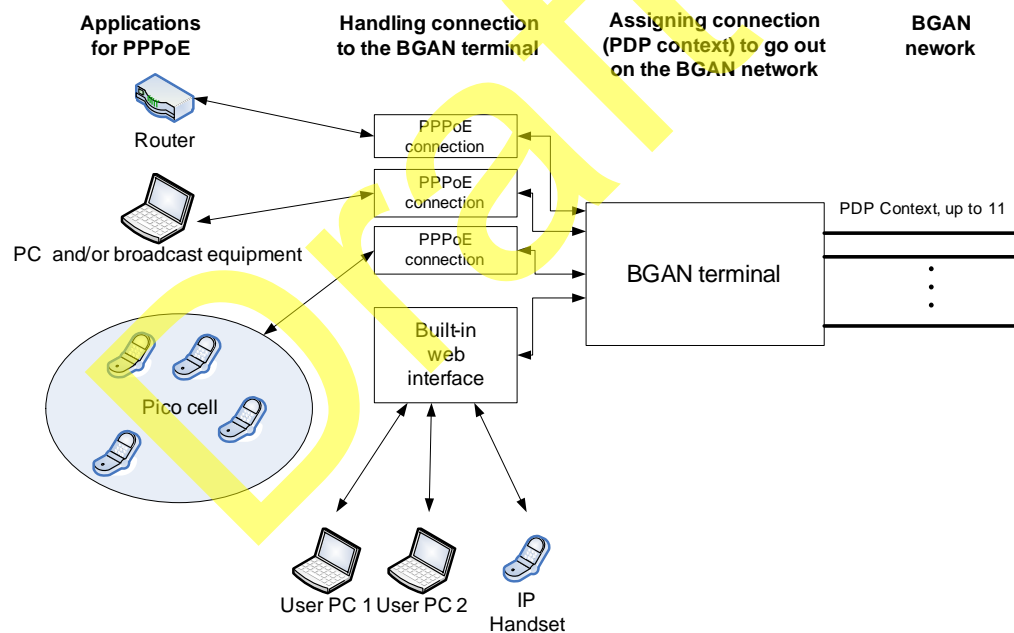 Applications
for PPPoE
Handling connection
to the BGAN terminal
Assigning connection
(PDP context) to go out
on the BGAN network
BGAN
nework
Router
PPPoE
connection
PPPoE
connection
PC and/or broadcast equipment
PPPoE
connection
BGAN terminal
PDP Context, up to 11
Built-in
web
interface
Pico cell
User PC 1
User PC 2
IP
Handset
Draft